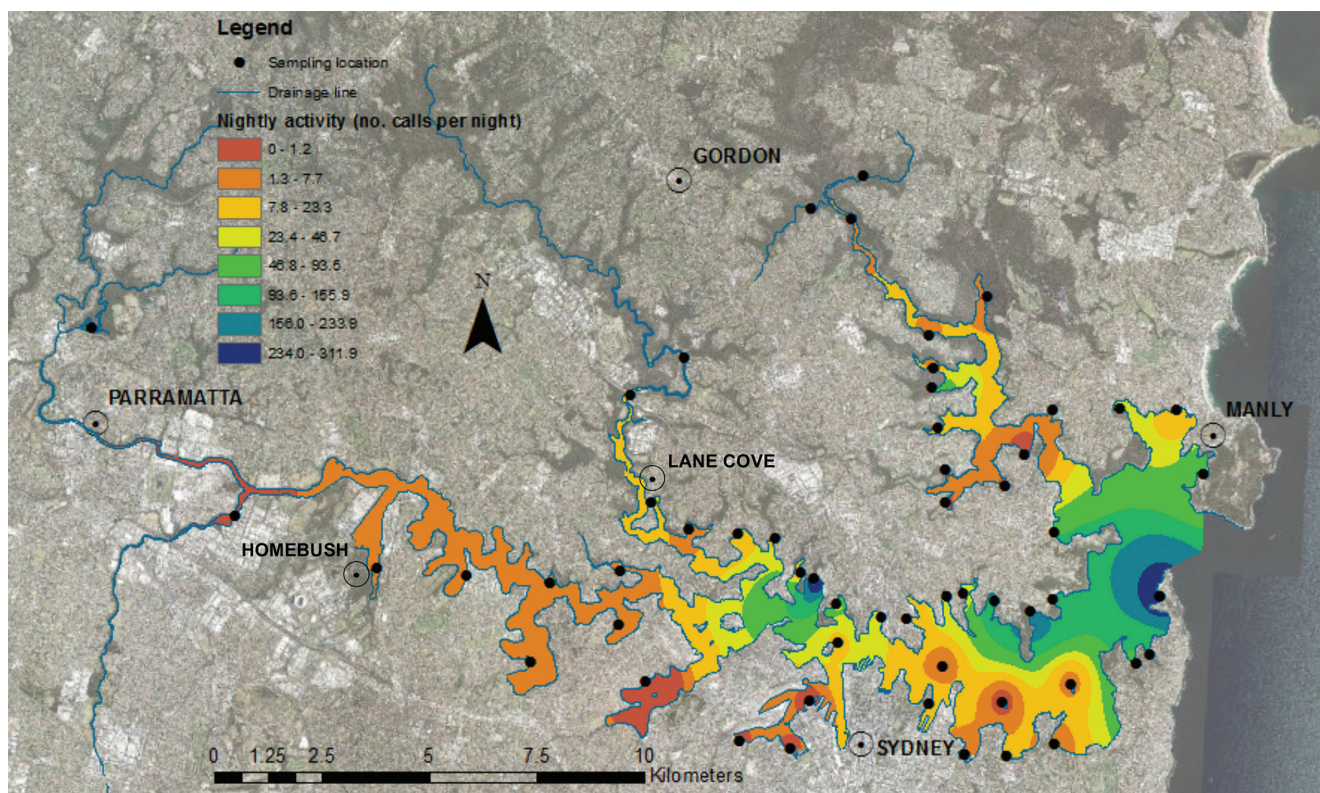 Legend
Sampling location
Drainage line
Nightly activity (no. calls per night)
0 - 1.2
1.3 - 7.7
7.8 - 23.3
23.4 - 46.7
46.8 - 93.5
93.6 - 155.9
156.0 - 233.9
234.0 - 311.9
GORDON
N
PARRAMATTA
MANLY
LANE COVE
HOMEBUSH
SYDNEY
0 1.25 2.5 5 7.5 10
Kilometers